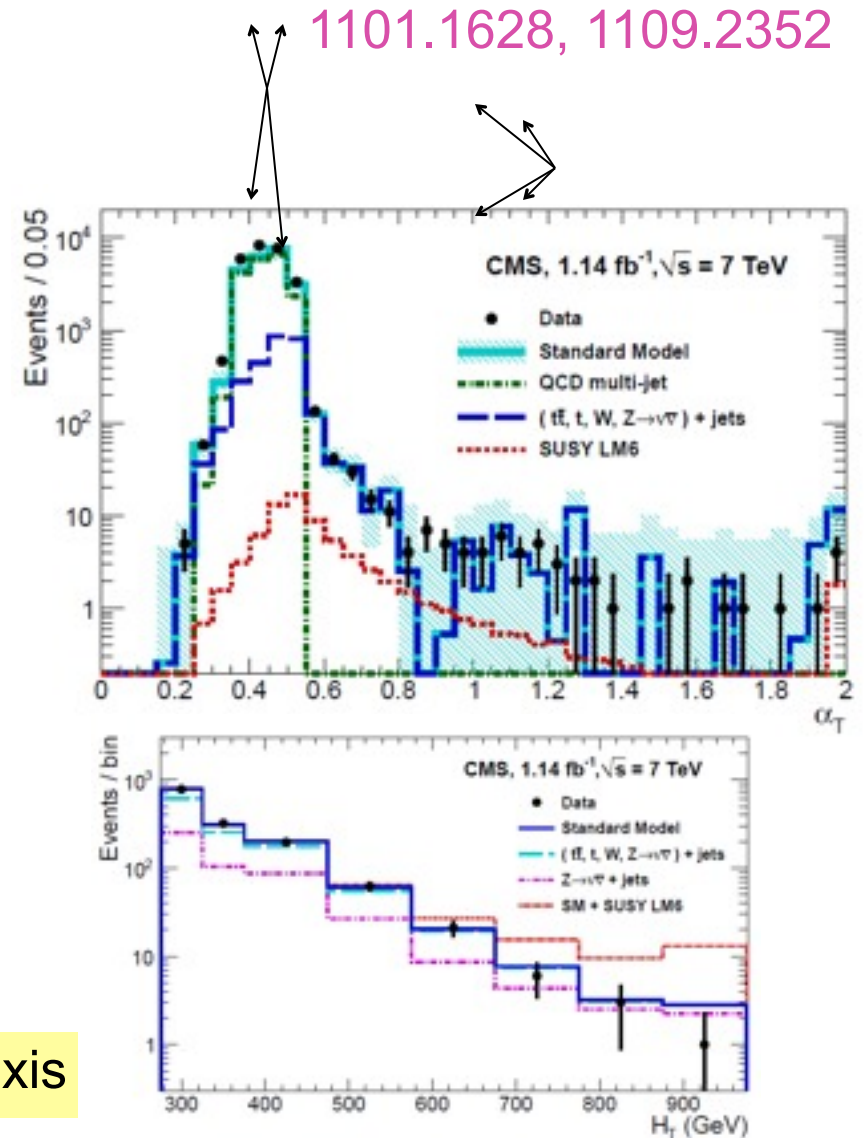 1101.1628, 1109.2352
Events / 0.05
10⁴
10³
10²
10
1
CMS, 1.14 fb⁻¹,√s = 7 TeV
Data
Standard Model
QCD multi-jet
( tt̄, t, W, Z→νν̄ ) + jets
SUSY LM6
0 0.2 0.4 0.6 0.8 1 1.2 1.4 1.6 1.8 2
α_T
Events / bin
10³
10²
10
1
CMS, 1.14 fb⁻¹,√s = 7 TeV
Data
Standard Model
( tt̄, t, W, Z→νν̄ ) + jets
Z→νν̄ + jets
SM + SUSY LM6
300 400 500 600 700 800 900
H_T (GeV)
xis